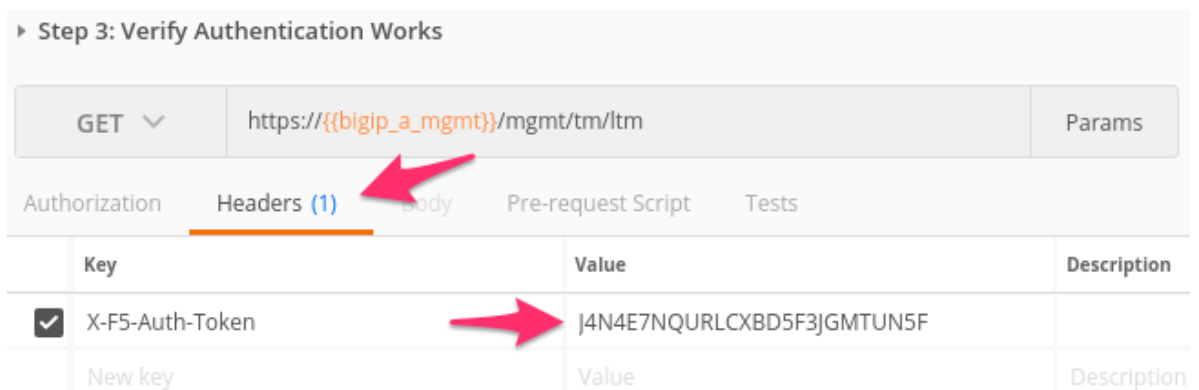 Step 3: Verify Authentication Works
GET https://{{bigip_a_mgmt}}/mgmt/tm/ltm Params
Authorization Headers (1) Body Pre-request Script Tests
Key Value Description
X-F5-Auth-Token J4N4E7NQURLCXBD5F3JGMTUN5F
New key Value Description